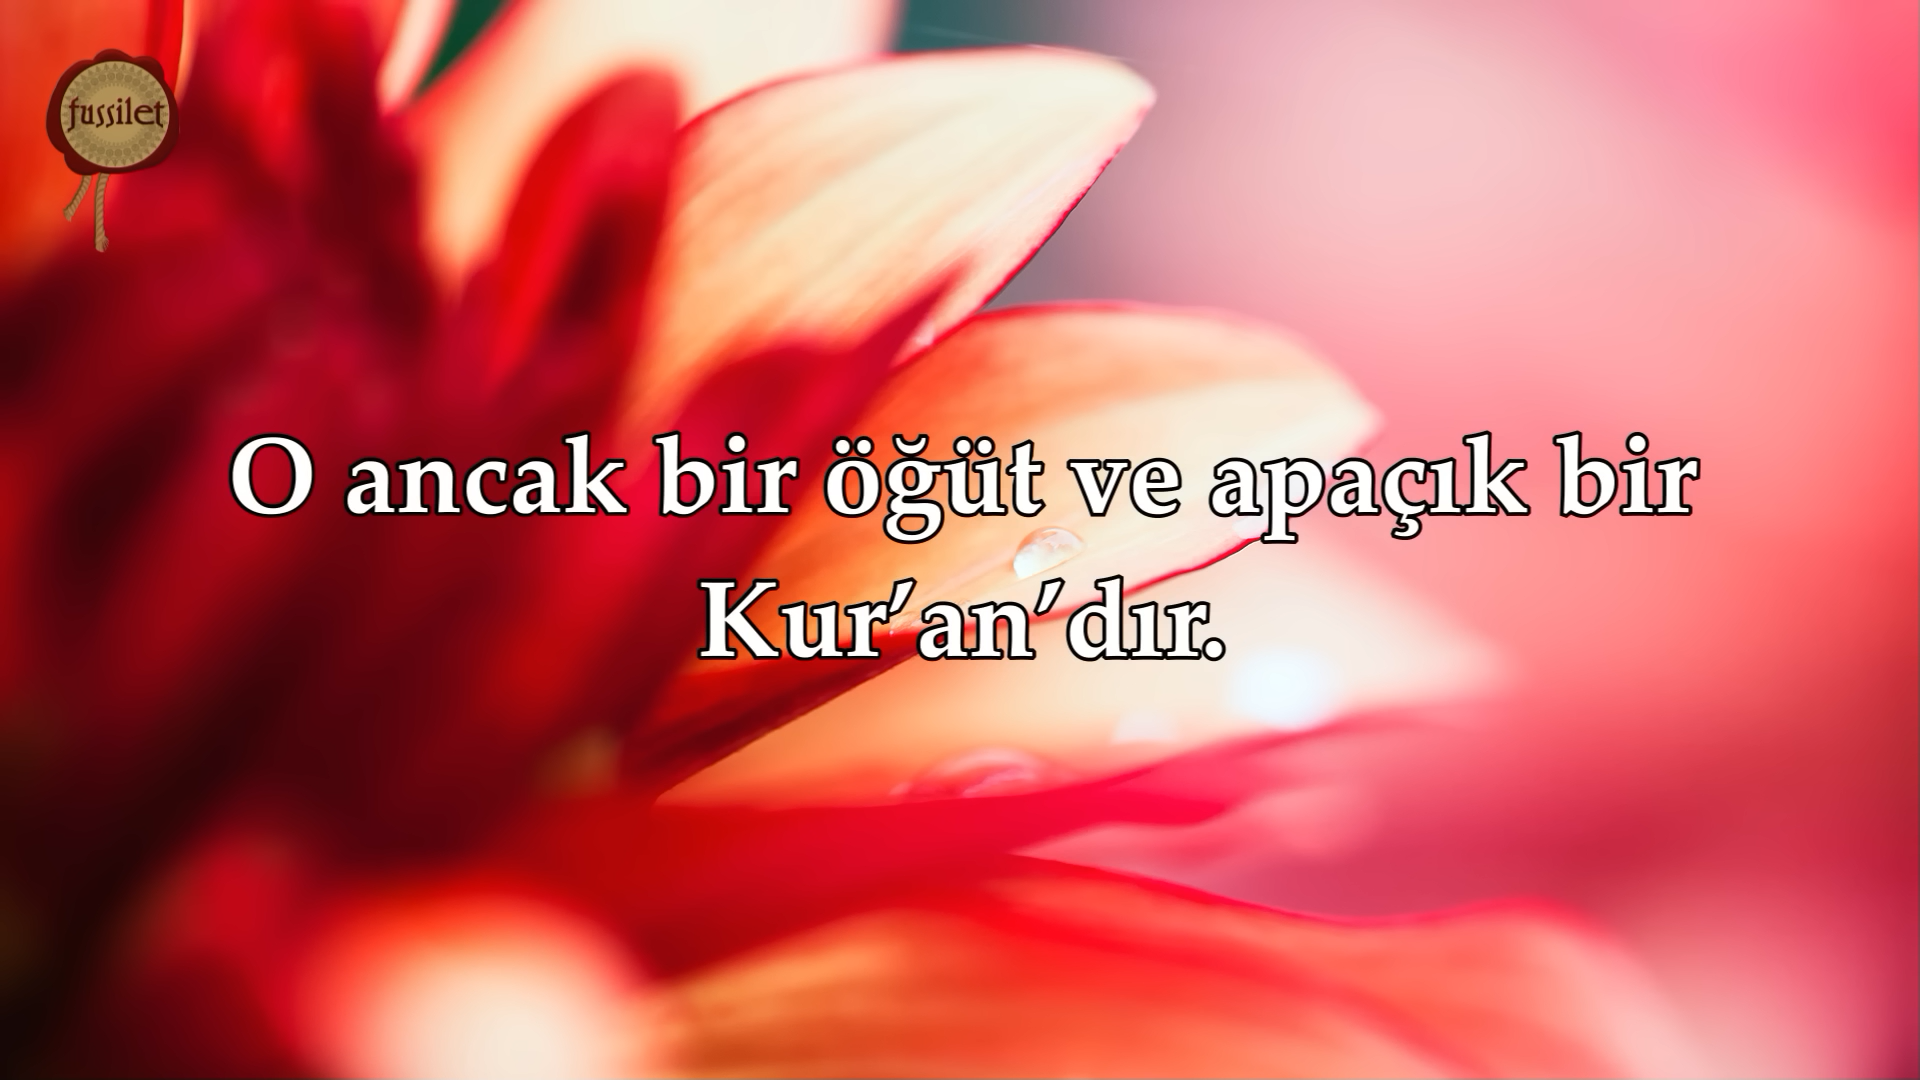 fussilet
O ancak bir öğüt ve apaçık bir
Kur’an’dır.